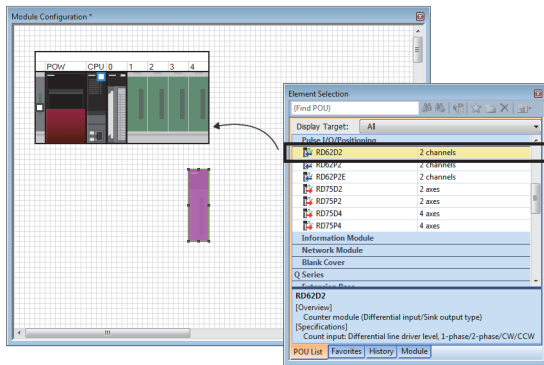 Module Configuration *
POW CPU 0 1 2 3 4
Element Selection
(Find POU)
Display Target: All
Pulse I/O/Positioning
RD62D2 2 channels
RD62P2 2 channels
RD62P2E 2 channels
RD75D2 2 axes
RD75P2 2 axes
RD75D4 4 axes
RD75P4 4 axes
Information Module
Network Module
Blank Cover
Q Series
Extension Base
RD62D2
[Overview]
Counter module (Differential input/Sink output type)
[Specifications]
Count input: Differential line driver level, 1-phase/2-phase/CW/CCW
POU List Favorites History Module